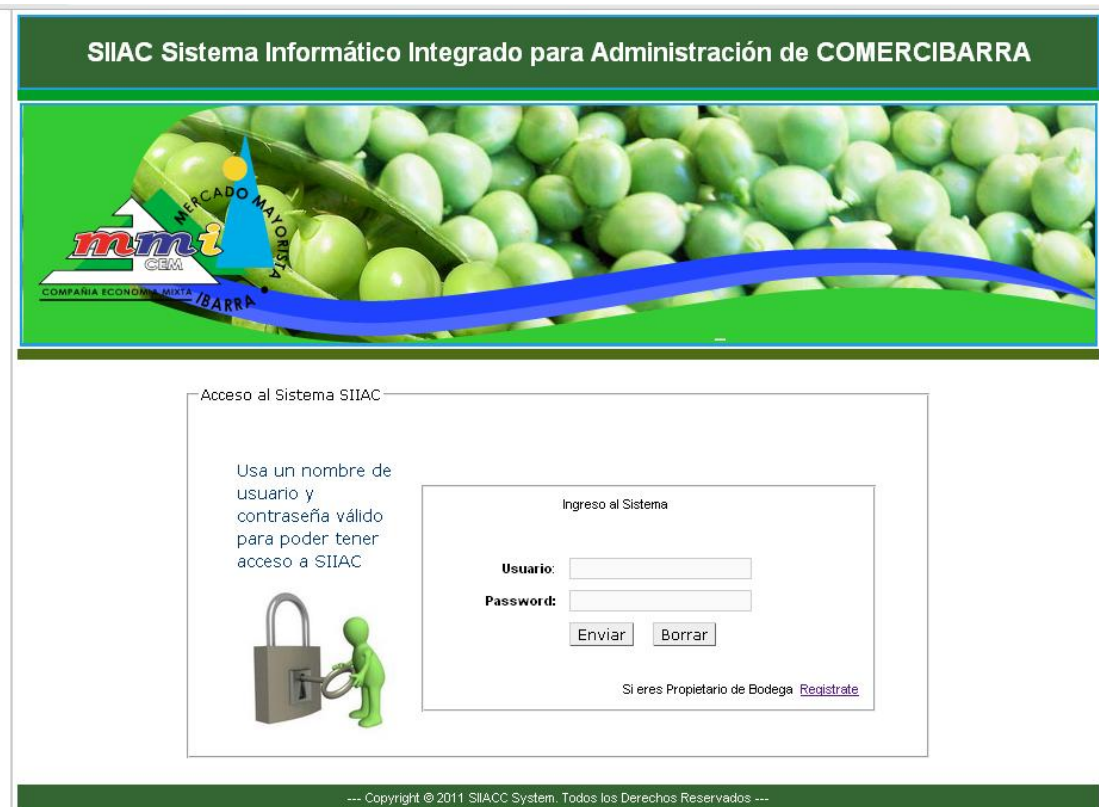 SIIAC Sistema Informático Integrado para Administración de COMERCIBARRA
MERCADO MAYORISTA
mmi
CEM
COMPAÑIA ECONOMIA MIXTA
IBARRA
Acceso al Sistema SIIAC
Usa un nombre de
usuario y
contraseña válido
para poder tener
acceso a SIIAC
Ingreso al Sistema
Usuario:
Password:
Enviar Borrar
Si eres Propietario de Bodega Registrate
--- Copyright © 2011 SIIACC System. Todos los Derechos Reservados ---